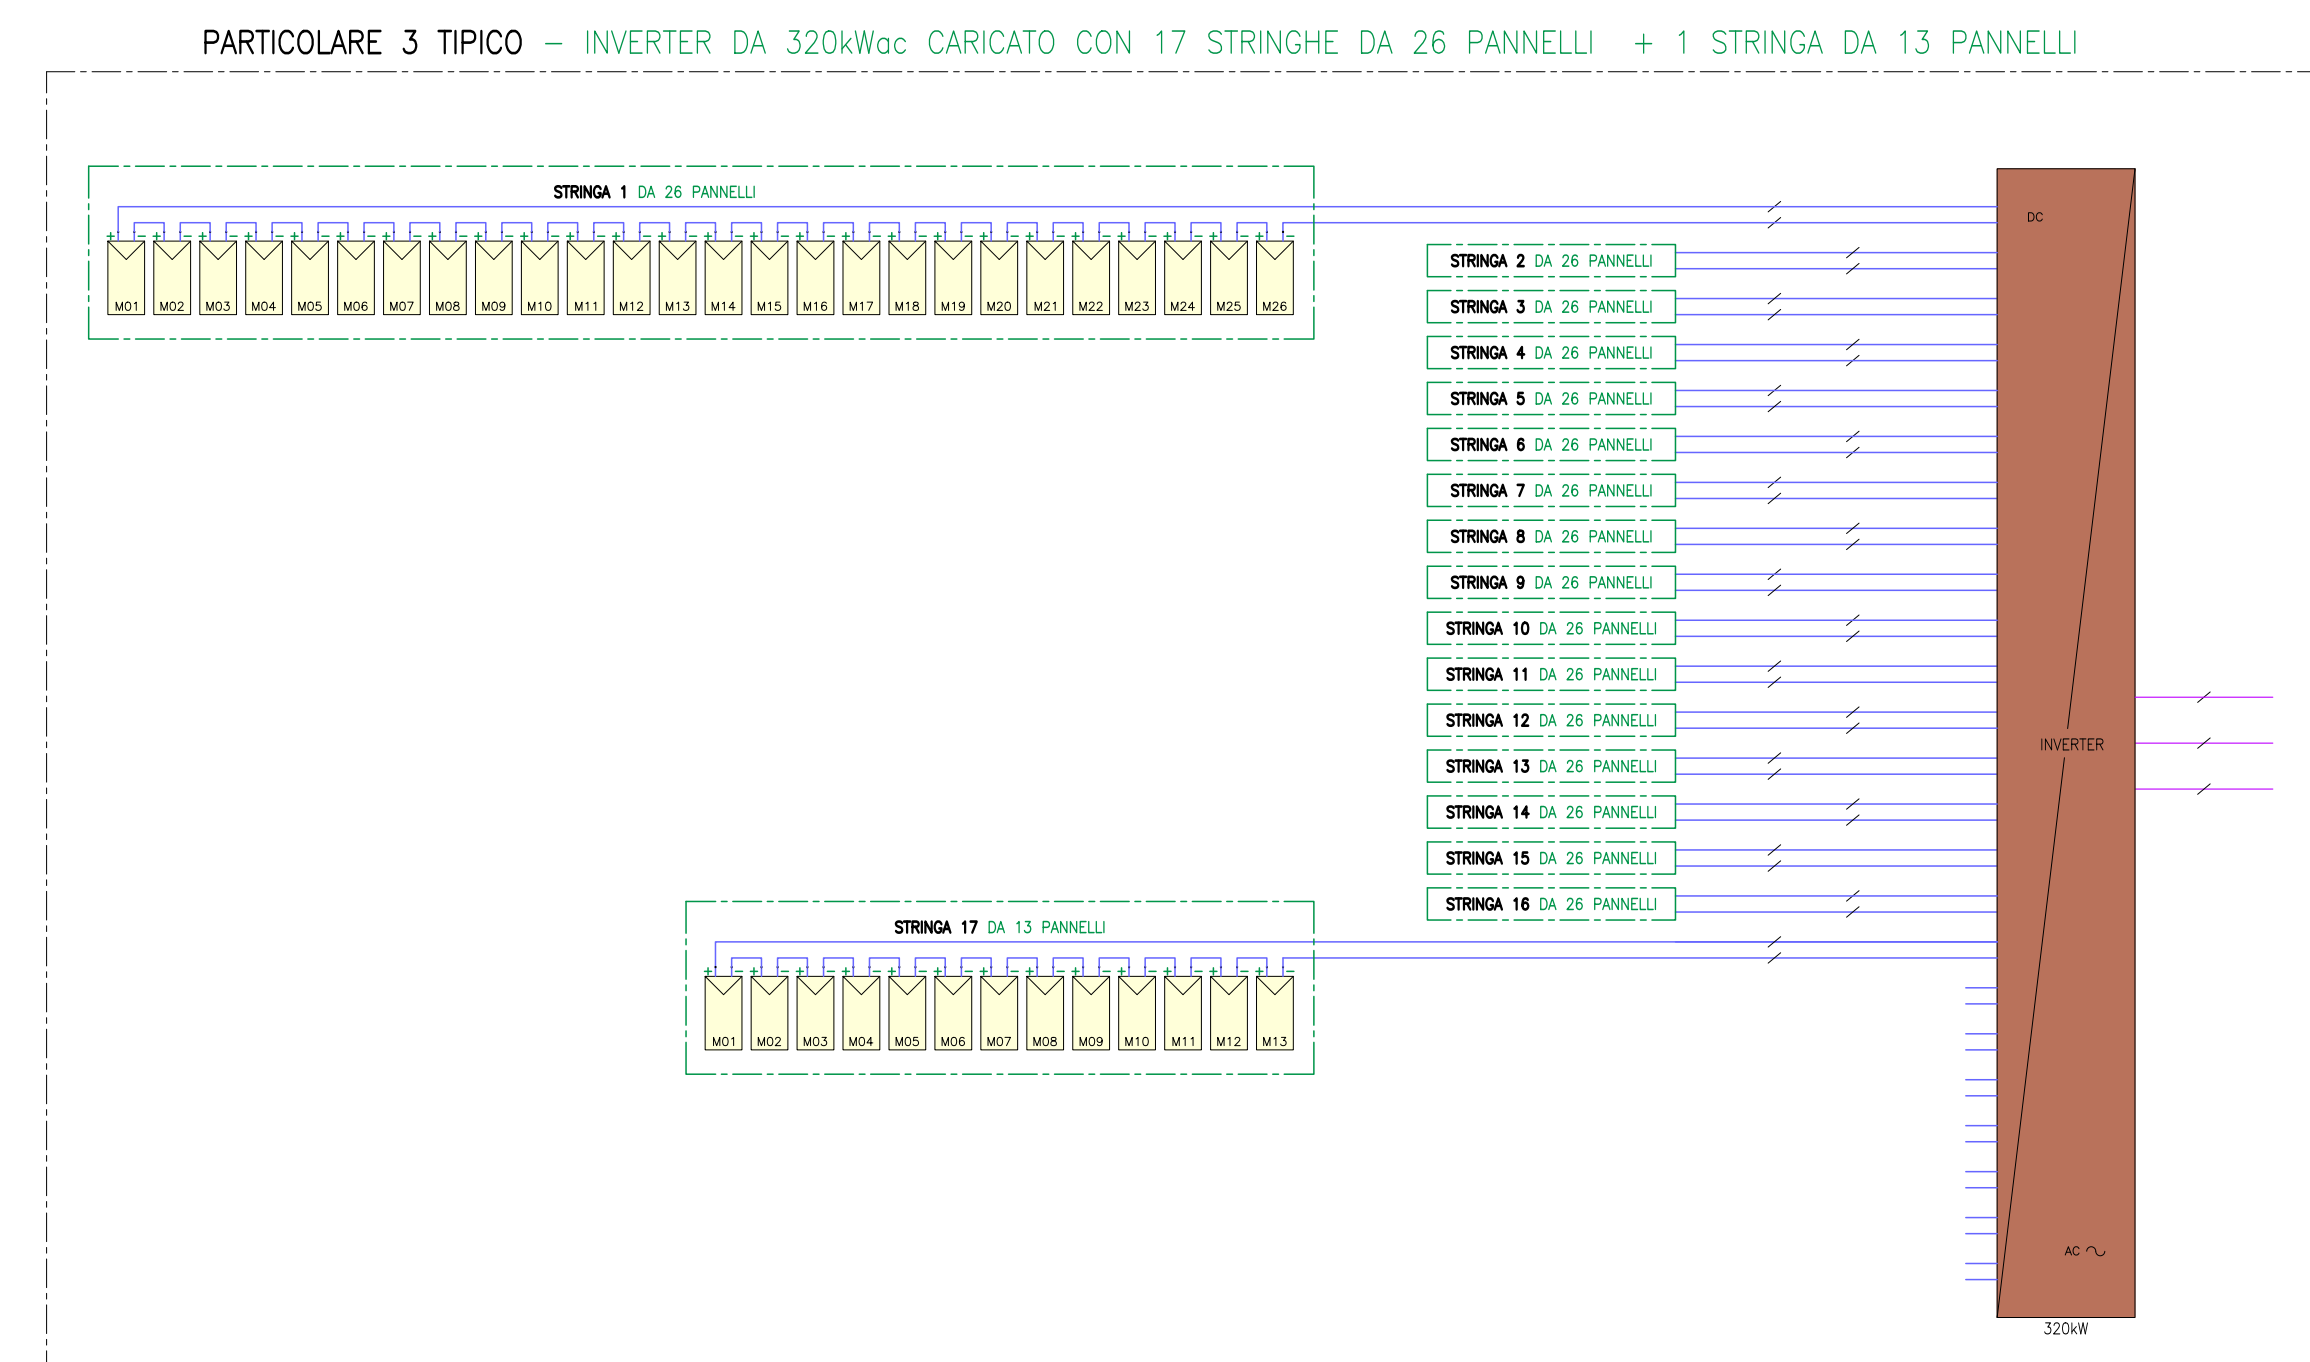 PARTICOLARE 3 TIPICO - INVERTER DA 320kWac CARICATO CON 17 STRINGHE DA 26 PANNELLI + 1 STRINGA DA 13 PANNELLI
STRINGA 1 DA 26 PANNELLI
DC
+ - + - + - + - + - + - + - + - + - + - + - + - + - + - + - + - + - + - + - + - + - + - + - + - + - + -
M01 M02 M03 M04 M05 M06 M07 M08 M09 M10 M11 M12 M13 M14 M15 M16 M17 M18 M19 M20 M21 M22 M23 M24 M25 M26
STRINGA 2 DA 26 PANNELLI
STRINGA 3 DA 26 PANNELLI
STRINGA 4 DA 26 PANNELLI
STRINGA 5 DA 26 PANNELLI
STRINGA 6 DA 26 PANNELLI
STRINGA 7 DA 26 PANNELLI
STRINGA 8 DA 26 PANNELLI
STRINGA 9 DA 26 PANNELLI
STRINGA 10 DA 26 PANNELLI
STRINGA 11 DA 26 PANNELLI
STRINGA 12 DA 26 PANNELLI
INVERTER
STRINGA 13 DA 26 PANNELLI
STRINGA 14 DA 26 PANNELLI
STRINGA 15 DA 26 PANNELLI
STRINGA 16 DA 26 PANNELLI
STRINGA 17 DA 13 PANNELLI
+ - + - + - + - + - + - + - + - + - + - + - + - + -
M01 M02 M03 M04 M05 M06 M07 M08 M09 M10 M11 M12 M13
AC
320kW